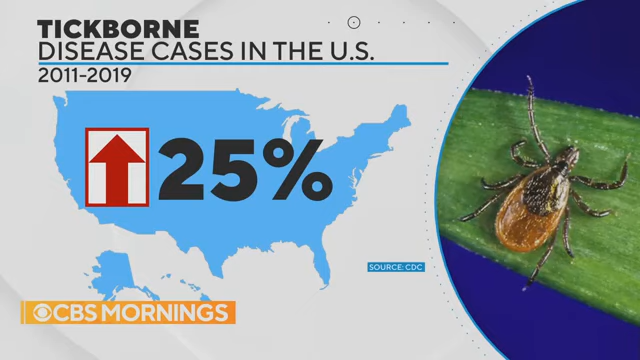 TICKBORNE
DISEASE CASES IN THE U.S.
2011-2019
25%
SOURCE: CDC
CBS MORNINGS